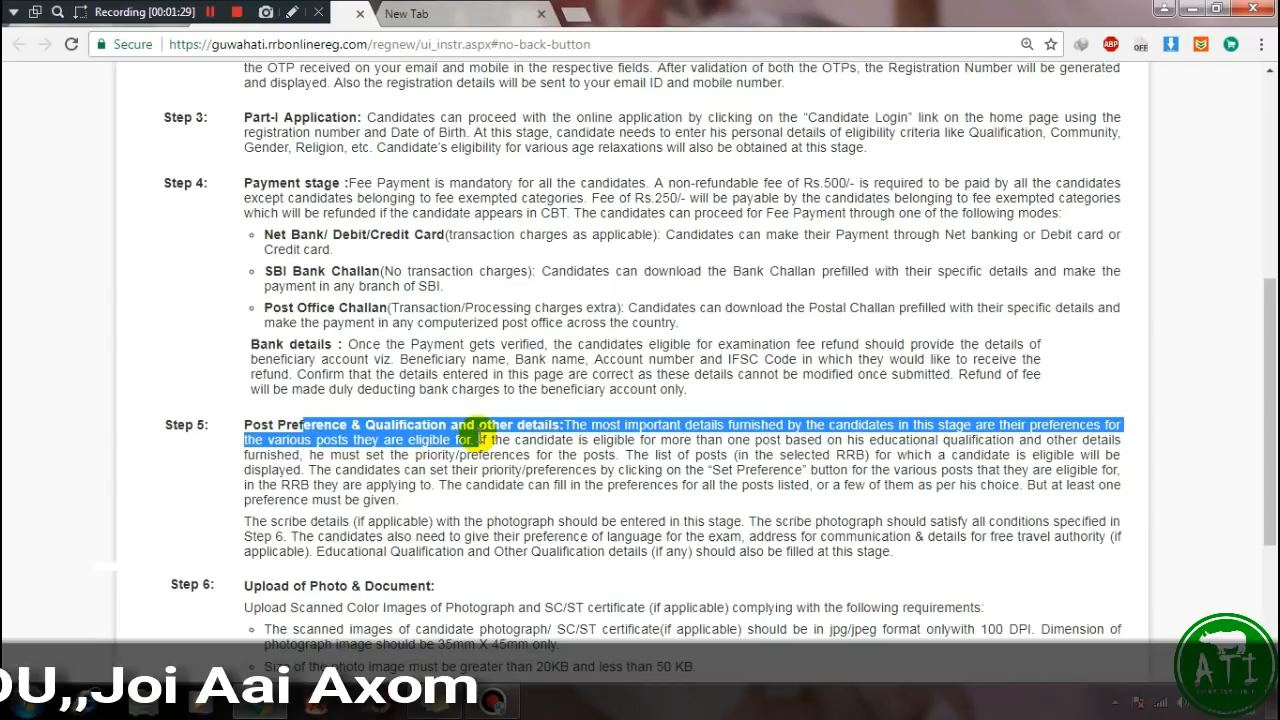 Recording [00:01:29]
New Tab
Secure https://guwahati.rrbonlinereg.com/regnew/ui_instr.aspx#no-back-button
ABP
OFF
the OTP received on your email and mobile in the respective fields. After validation of both the OTPs, the Registration Number will be generated
and displayed. Also the registration details will be sent to your email ID and mobile number.
Step 3: Part-I Application: Candidates can proceed with the online application by clicking on the “Candidate Login” link on the home page using the
registration number and Date of Birth. At this stage, candidate needs to enter his personal details of eligibility criteria like Qualification, Community,
Gender, Religion, etc. Candidate’s eligibility for various age relaxations will also be obtained at this stage.
Step 4: Payment stage :Fee Payment is mandatory for all the candidates. A non-refundable fee of Rs.500/- is required to be paid by all the candidates
except candidates belonging to fee exempted categories. Fee of Rs.250/- will be payable by the candidates belonging to fee exempted categories
which will be refunded if the candidate appears in CBT. The candidates can proceed for Fee Payment through one of the following modes:
Net Bank/ Debit/Credit Card(transaction charges as applicable): Candidates can make their Payment through Net banking or Debit card or
Credit card.
SBI Bank Challan(No transaction charges): Candidates can download the Bank Challan prefilled with their specific details and make the
payment in any branch of SBI.
Post Office Challan(Transaction/Processing charges extra): Candidates can download the Postal Challan prefilled with their specific details and
make the payment in any computerized post office across the country.
Bank details : Once the Payment gets verified, the candidates eligible for examination fee refund should provide the details of
beneficiary account viz. Beneficiary name, Bank name, Account number and IFSC Code in which they would like to receive the
refund. Confirm that the details entered in this page are correct as these details cannot be modified once submitted. Refund of fee
will be made duly deducting bank charges to the beneficiary account only.
Step 5: Post Preference & Qualification and other details:The most important details furnished by the candidates in this stage are their preferences for
the various posts they are eligible for. If the candidate is eligible for more than one post based on his educational qualification and other details
furnished, he must set the priority/preferences for the posts. The list of posts (in the selected RRB) for which a candidate is eligible will be
displayed. The candidates can set their priority/preferences by clicking on the “Set Preference” button for the various posts that they are eligible for,
in the RRB they are applying to. The candidate can fill in the preferences for all the posts listed, or a few of them as per his choice. But at least one
preference must be given.
The scribe details (if applicable) with the photograph should be entered in this stage. The scribe photograph should satisfy all conditions specified in
Step 6. The candidates also need to give their preference of language for the exam, address for communication & details for free travel authority (if
applicable). Educational Qualification and Other Qualification details (if any) should also be filled at this stage.
Step 6: Upload of Photo & Document:
Upload Scanned Color Images of Photograph and SC/ST certificate (if applicable) complying with the following requirements:
The scanned images of candidate photograph/ SC/ST certificate(if applicable) should be in jpg/jpeg format onlywith 100 DPI. Dimension of
photograph image should be 35mm X 45mm only.
Size of the photo image must be greater than 20KB and less than 50 KB.
OU,,Joi Aai Axom
ATI